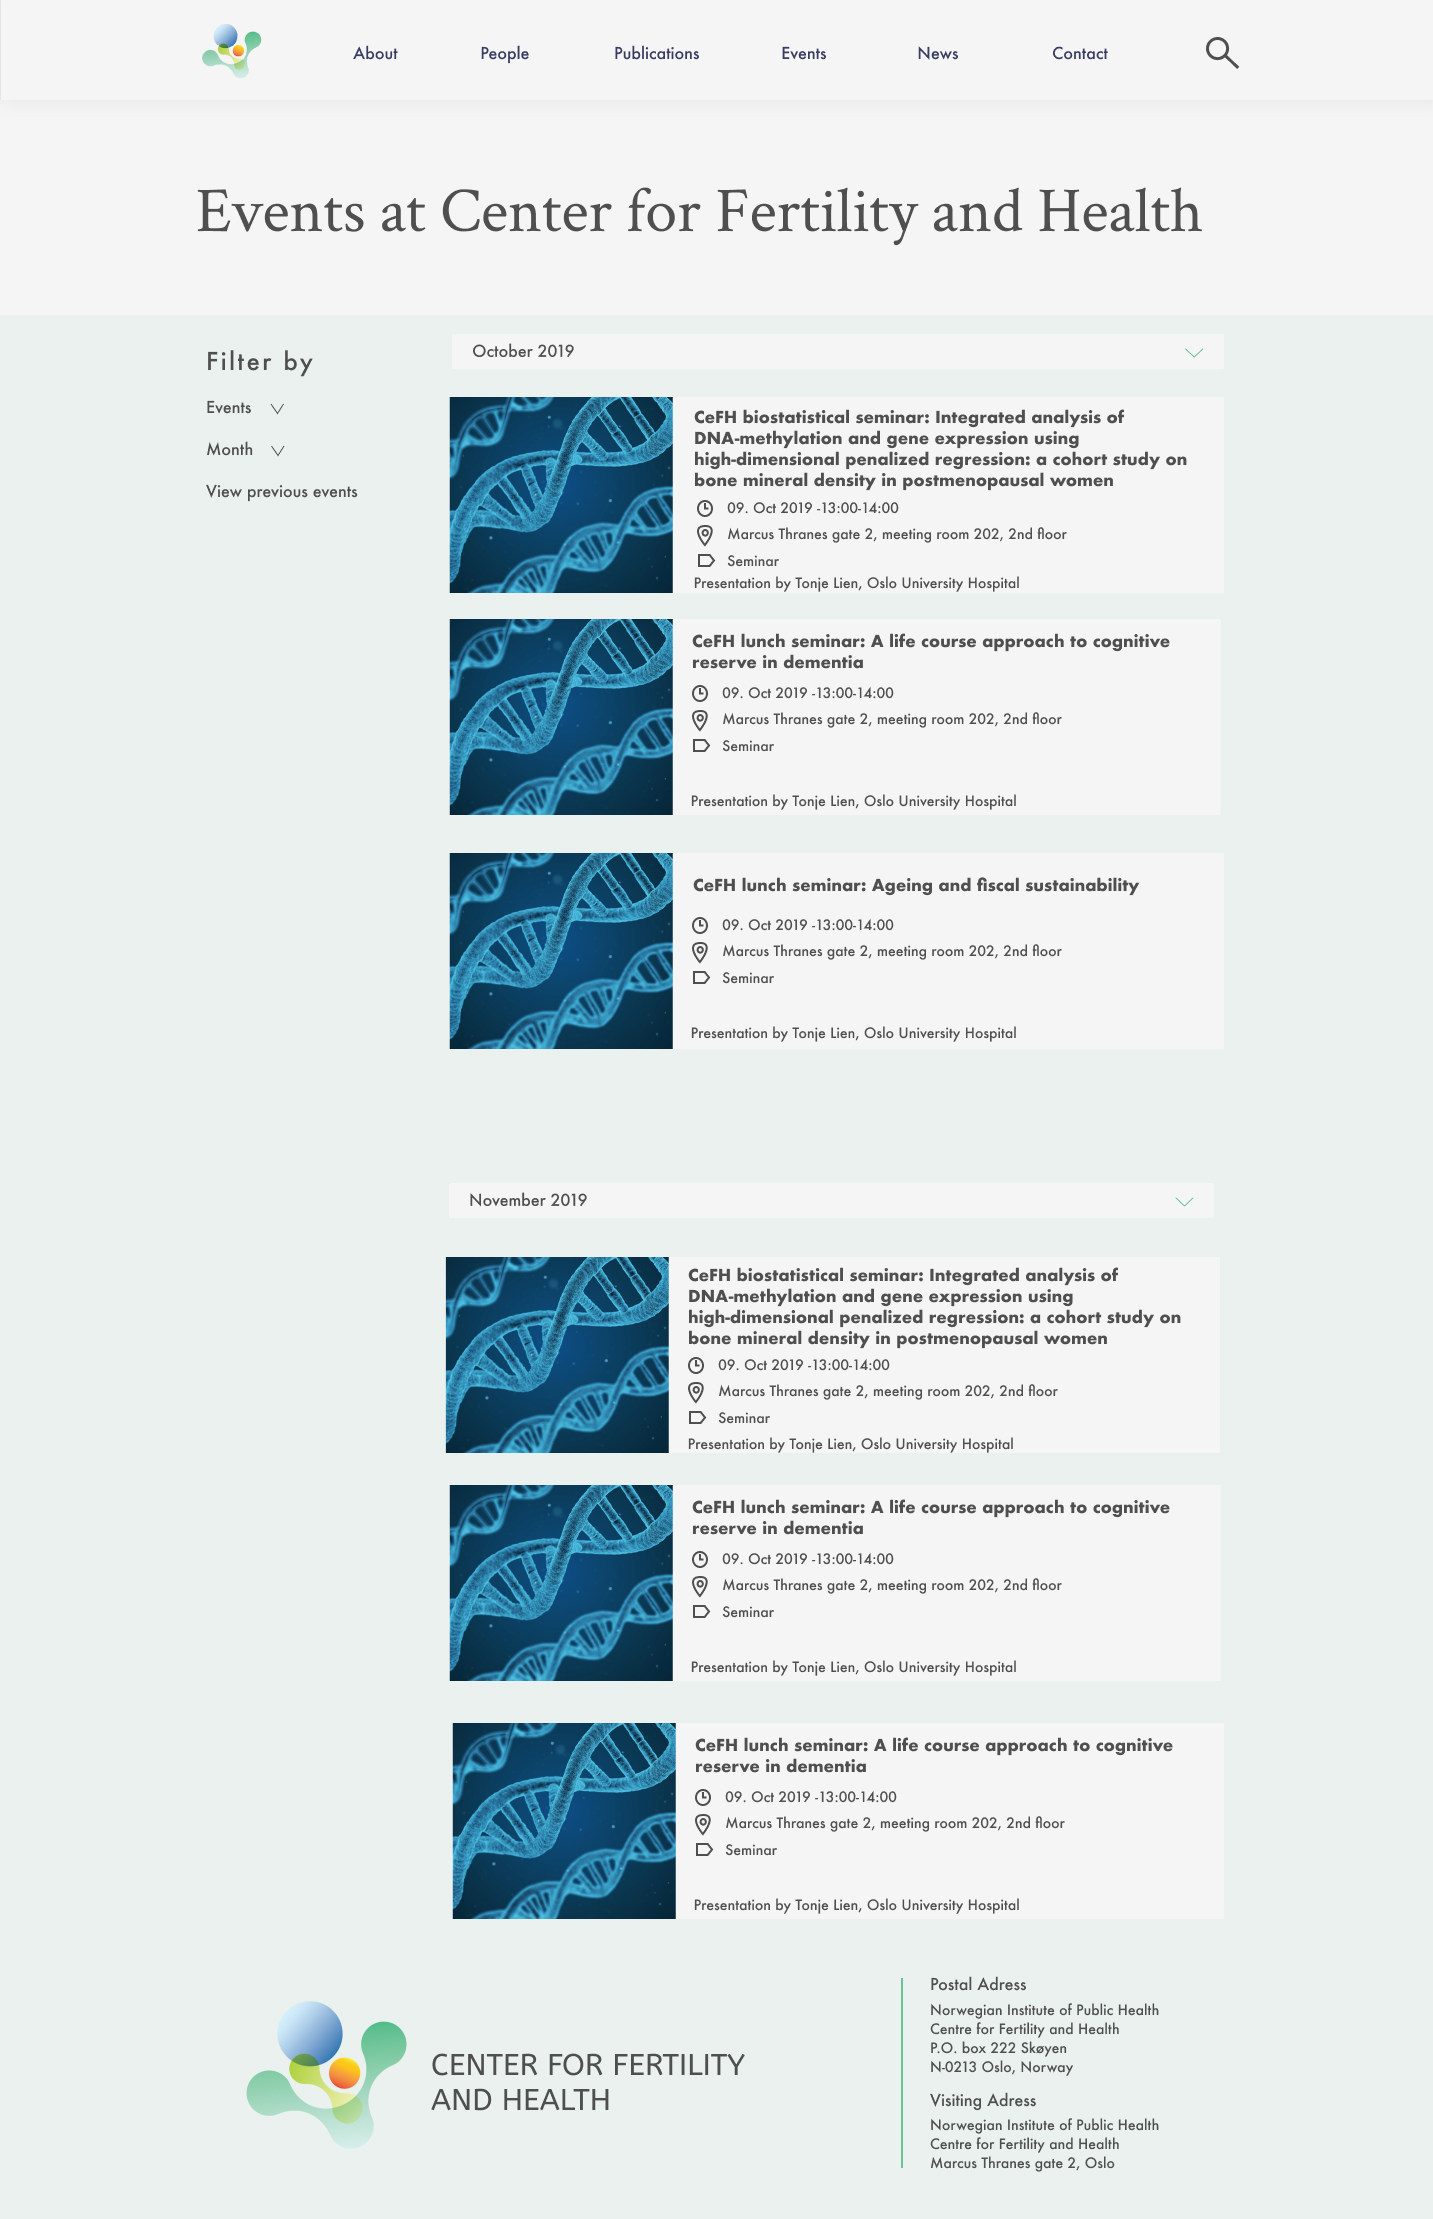 About
People
Publications
Events
News
Contact
Events at Center for Fertility and Health
Filter by
Events
Month
View previous events
October 2019
CeFH biostatistical seminar: Integrated analysis of
DNA-methylation and gene expression using
high-dimensional penalized regression: a cohort study on
bone mineral density in postmenopausal women
09. Oct 2019 -13:00-14:00
Marcus Thranes gate 2, meeting room 202, 2nd floor
Seminar
Presentation by Tonje Lien, Oslo University Hospital
CeFH lunch seminar: A life course approach to cognitive
reserve in dementia
09. Oct 2019 -13:00-14:00
Marcus Thranes gate 2, meeting room 202, 2nd floor
Seminar
Presentation by Tonje Lien, Oslo University Hospital
CeFH lunch seminar: Ageing and fiscal sustainability
09. Oct 2019 -13:00-14:00
Marcus Thranes gate 2, meeting room 202, 2nd floor
Seminar
Presentation by Tonje Lien, Oslo University Hospital
November 2019
CeFH biostatistical seminar: Integrated analysis of
DNA-methylation and gene expression using
high-dimensional penalized regression: a cohort study on
bone mineral density in postmenopausal women
09. Oct 2019 -13:00-14:00
Marcus Thranes gate 2, meeting room 202, 2nd floor
Seminar
Presentation by Tonje Lien, Oslo University Hospital
CeFH lunch seminar: A life course approach to cognitive
reserve in dementia
09. Oct 2019 -13:00-14:00
Marcus Thranes gate 2, meeting room 202, 2nd floor
Seminar
Presentation by Tonje Lien, Oslo University Hospital
CeFH lunch seminar: A life course approach to cognitive
reserve in dementia
09. Oct 2019 -13:00-14:00
Marcus Thranes gate 2, meeting room 202, 2nd floor
Seminar
Presentation by Tonje Lien, Oslo University Hospital
CENTER FOR FERTILITY
AND HEALTH
Postal Adress
Norwegian Institute of Public Health
Centre for Fertility and Health
P.O. box 222 Skøyen
N-0213 Oslo, Norway
Visiting Adress
Norwegian Institute of Public Health
Centre for Fertility and Health
Marcus Thranes gate 2, Oslo